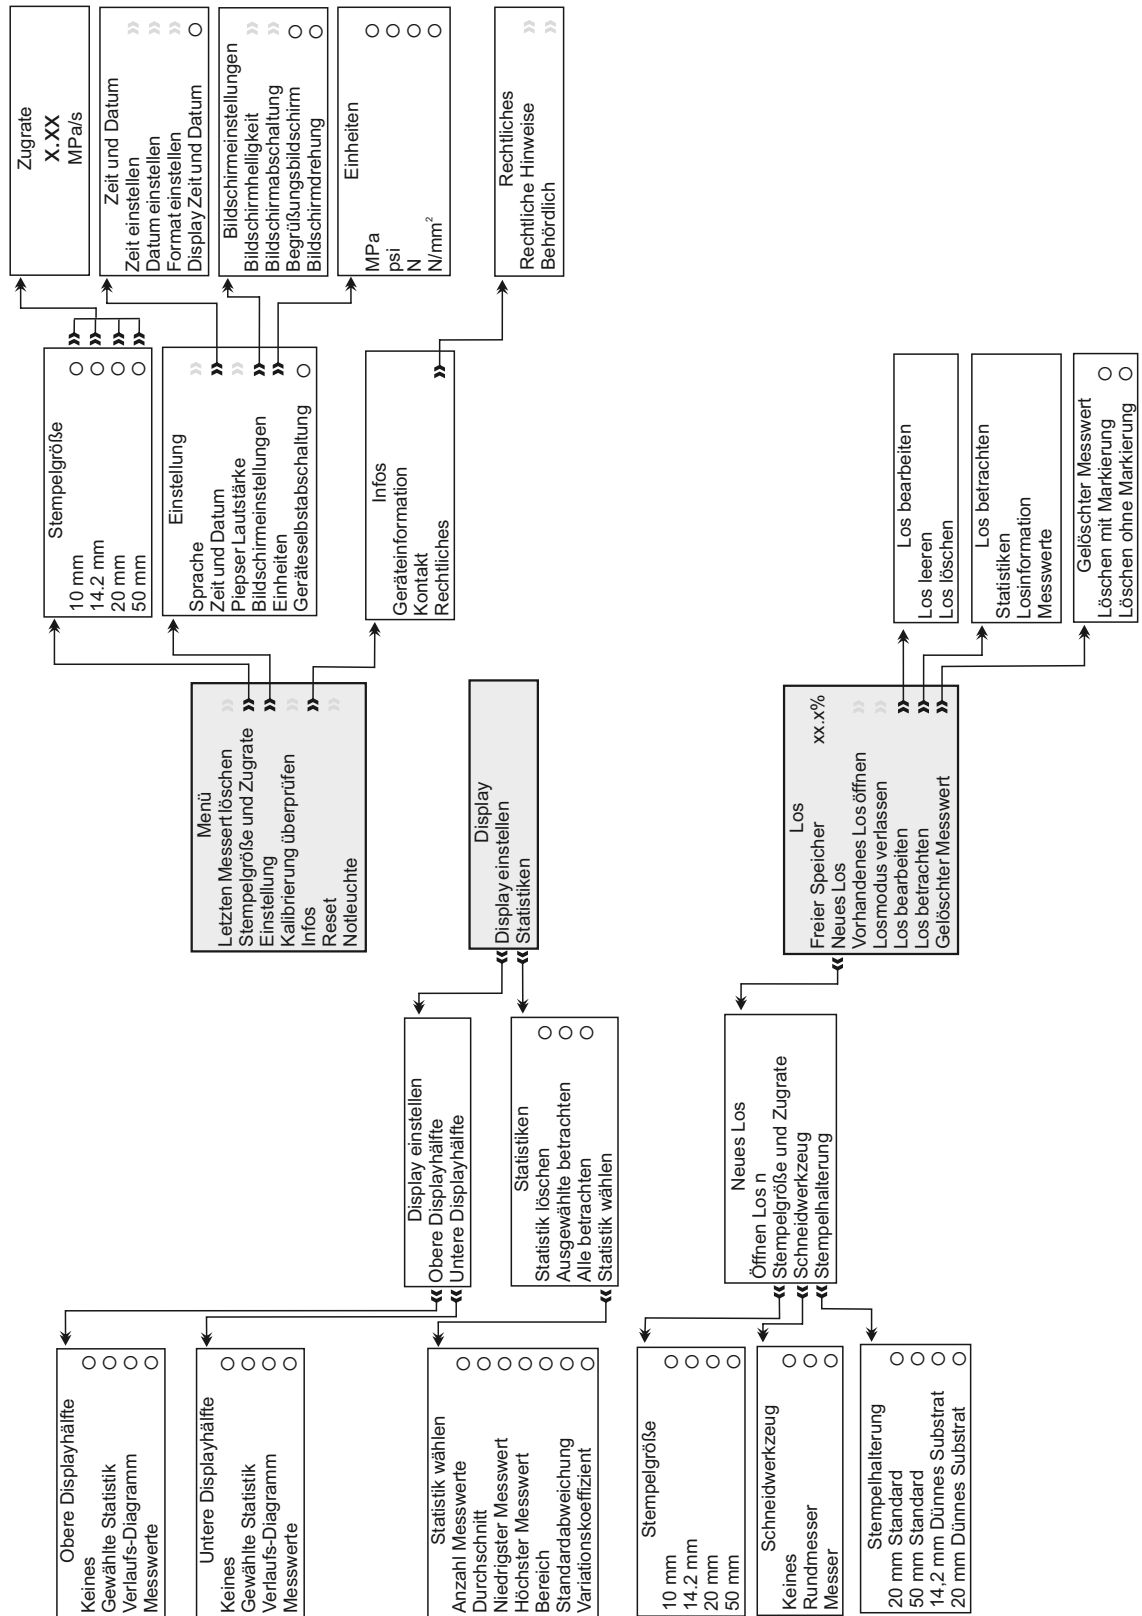 Zugrate
X.XX
MPa/s
Zeit und Datum
Zeit einstellen
Datum einstellen
Format einstellen
Display Zeit und Datum
Bildschirmeinstellungen
Bildschirmhelligkeit
Bildschirmabschaltung
Begrüßungsbildschirm
Bildschirmdrehung
Einheiten
MPa
psi
N
N/mm²
Rechtliches
Rechtliche Hinweise
Behördlich
Stempelgröße
10 mm
14.2 mm
20 mm
50 mm
Einstellung
Sprache
Zeit und Datum
Piepser Lautstärke
Bildschirmeinstellungen
Einheiten
Geräteselbstabschaltung
Infos
Geräteinformation
Kontakt
Rechtliches
Los bearbeiten
Los leeren
Los löschen
Los betrachten
Statistiken
Losinformation
Messwerte
Gelöschter Messwert
Löschen mit Markierung
Löschen ohne Markierung
Menü
Letzten Messert löschen
Stempelgröße und Zugrate
Einstellung
Kalibrierung überprüfen
Infos
Reset
Notleuchte
Display
Display einstellen
Statistiken
Los
Freier Speicher xx.x%
Neues Los
Vorhandenes Los öffnen
Losmodus verlassen
Los bearbeiten
Los betrachten
Gelöschter Messwert
Display einstellen
Obere Displayhälfte
Untere Displayhälfte
Statistiken
Statistik löschen
Ausgewählte betrachten
Alle betrachten
Statistik wählen
Neues Los
Öffnen Los n
Stempelgröße und Zugrate
Schneidwerkzeug
Stempelhalterung
Obere Displayhälfte
Keines
Gewählte Statistik
Verlaufs-Diagramm
Messwerte
Untere Displayhälfte
Keines
Gewählte Statistik
Verlaufs-Diagramm
Messwerte
Statistik wählen
Anzahl Messwerte
Durchschnitt
Niedrigster Messwert
Höchster Messwert
Bereich
Standardabweichung
Variationskoeffizient
Stempelgröße
10 mm
14.2 mm
20 mm
50 mm
Schneidwerkzeug
Keines
Rundmesser
Messer
Stempelhalterung
20 mm Standard
50 mm Standard
14,2 mm Dünnes Substrat
20 mm Dünnes Substrat